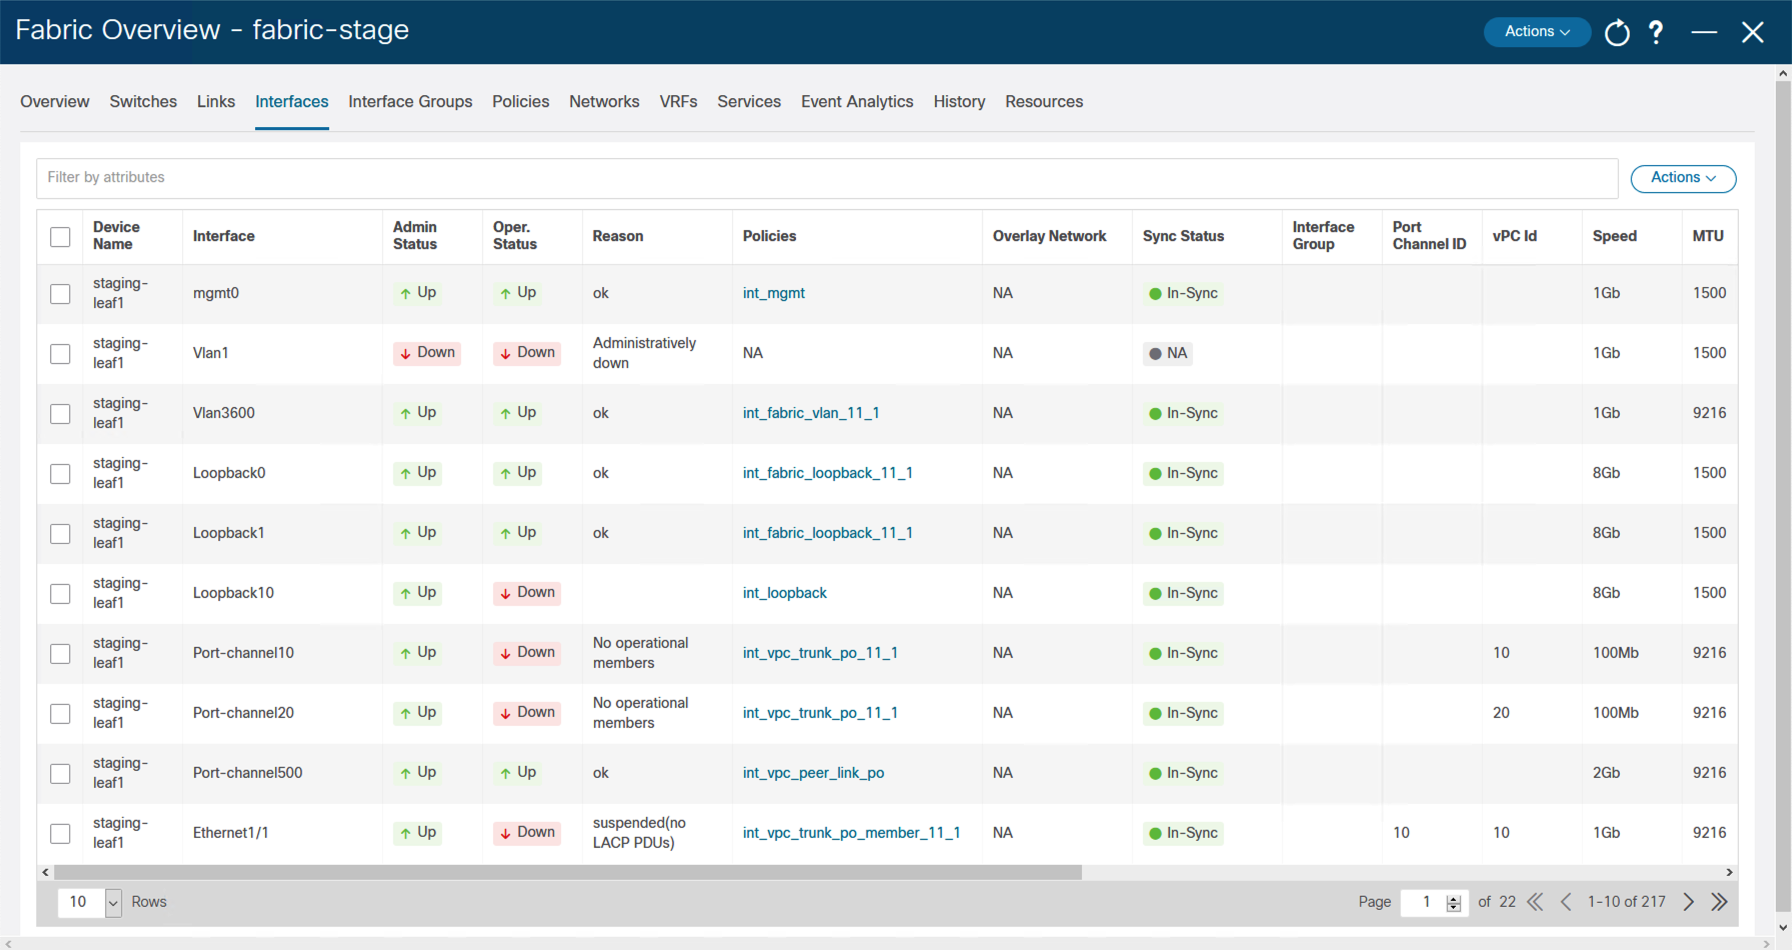 Fabric Overview - fabric-stage
Actions
?
Overview Switches Links Interfaces Interface Groups Policies Networks VRFs Services Event Analytics History Resources
Filter by attributes
Actions
Device Name Interface Admin Status Oper. Status Reason Policies Overlay Network Sync Status Interface Group Port Channel ID vPC Id Speed MTU
staging-leaf1 mgmt0 Up Up ok int_mgmt NA In-Sync 1Gb 1500
staging-leaf1 Vlan1 Down Down Administratively down NA NA NA 1Gb 1500
staging-leaf1 Vlan3600 Up Up ok int_fabric_vlan_11_1 NA In-Sync 1Gb 9216
staging-leaf1 Loopback0 Up Up ok int_fabric_loopback_11_1 NA In-Sync 8Gb 1500
staging-leaf1 Loopback1 Up Up ok int_fabric_loopback_11_1 NA In-Sync 8Gb 1500
staging-leaf1 Loopback10 Up Down int_loopback NA In-Sync 8Gb 1500
staging-leaf1 Port-channel10 Up Down No operational members int_vpc_trunk_po_11_1 NA In-Sync 10 100Mb 9216
staging-leaf1 Port-channel20 Up Down No operational members int_vpc_trunk_po_11_1 NA In-Sync 20 100Mb 9216
staging-leaf1 Port-channel500 Up Up ok int_vpc_peer_link_po NA In-Sync 2Gb 9216
staging-leaf1 Ethernet1/1 Up Down suspended(no LACP PDUs) int_vpc_trunk_po_member_11_1 NA In-Sync 10 10 1Gb 9216
10 Rows Page 1 of 22 1-10 of 217